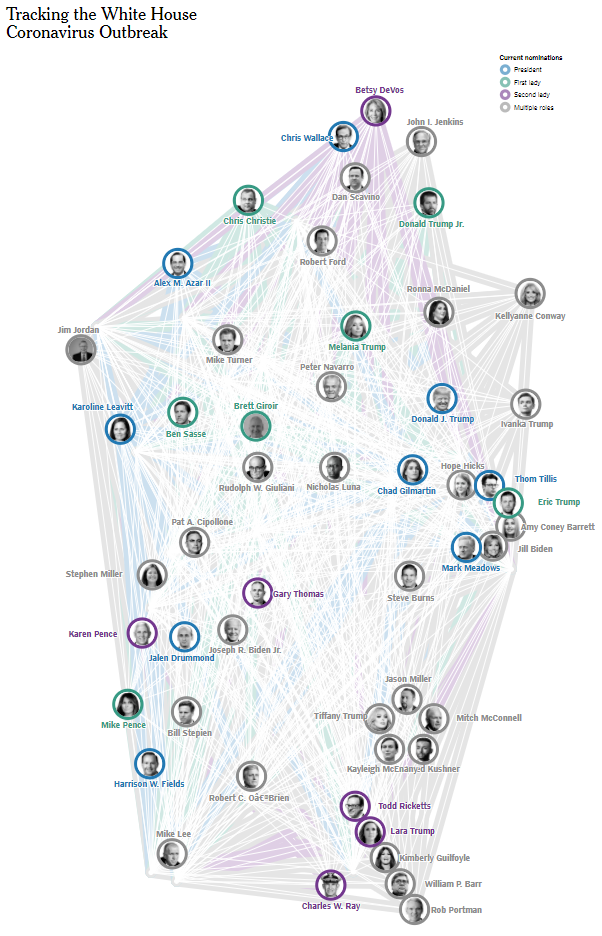 Tracking the White House
Coronavirus Outbreak
Current nominations
President
First lady
Second lady
Multiple roles
Betsy DeVos
John I. Jenkins
Chris Wallace
Dan Scavino
Chris Christie
Donald Trump Jr.
Robert Ford
Alex M. Azar II
Ronna McDaniel
Kellyanne Conway
Jim Jordan
Melania Trump
Mike Turner
Peter Navarro
Karoline Leavitt
Brett Giroir
Donald J. Trump
Ivanka Trump
Ben Sasse
Hope Hicks
Thom Tillis
Rudolph W. Giuliani
Nicholas Luna
Chad Gilmartin
Eric Trump
Pat A. Cipollone
Amy Coney Barrett
Jill Biden
Mark Meadows
Stephen Miller
Gary Thomas
Steve Burns
Karen Pence
Joseph R. Biden Jr.
Jalen Drummond
Jason Miller
Tiffany Trump
Mitch McConnell
Mike Pence
Bill Stepien
Kayleigh McEnanyed Kushner
Harrison W. Fields
Robert C. Oâ€ªBrien
Todd Ricketts
Mike Lee
Lara Trump
Kimberly Guilfoyle
William P. Barr
Charles W. Ray
Rob Portman